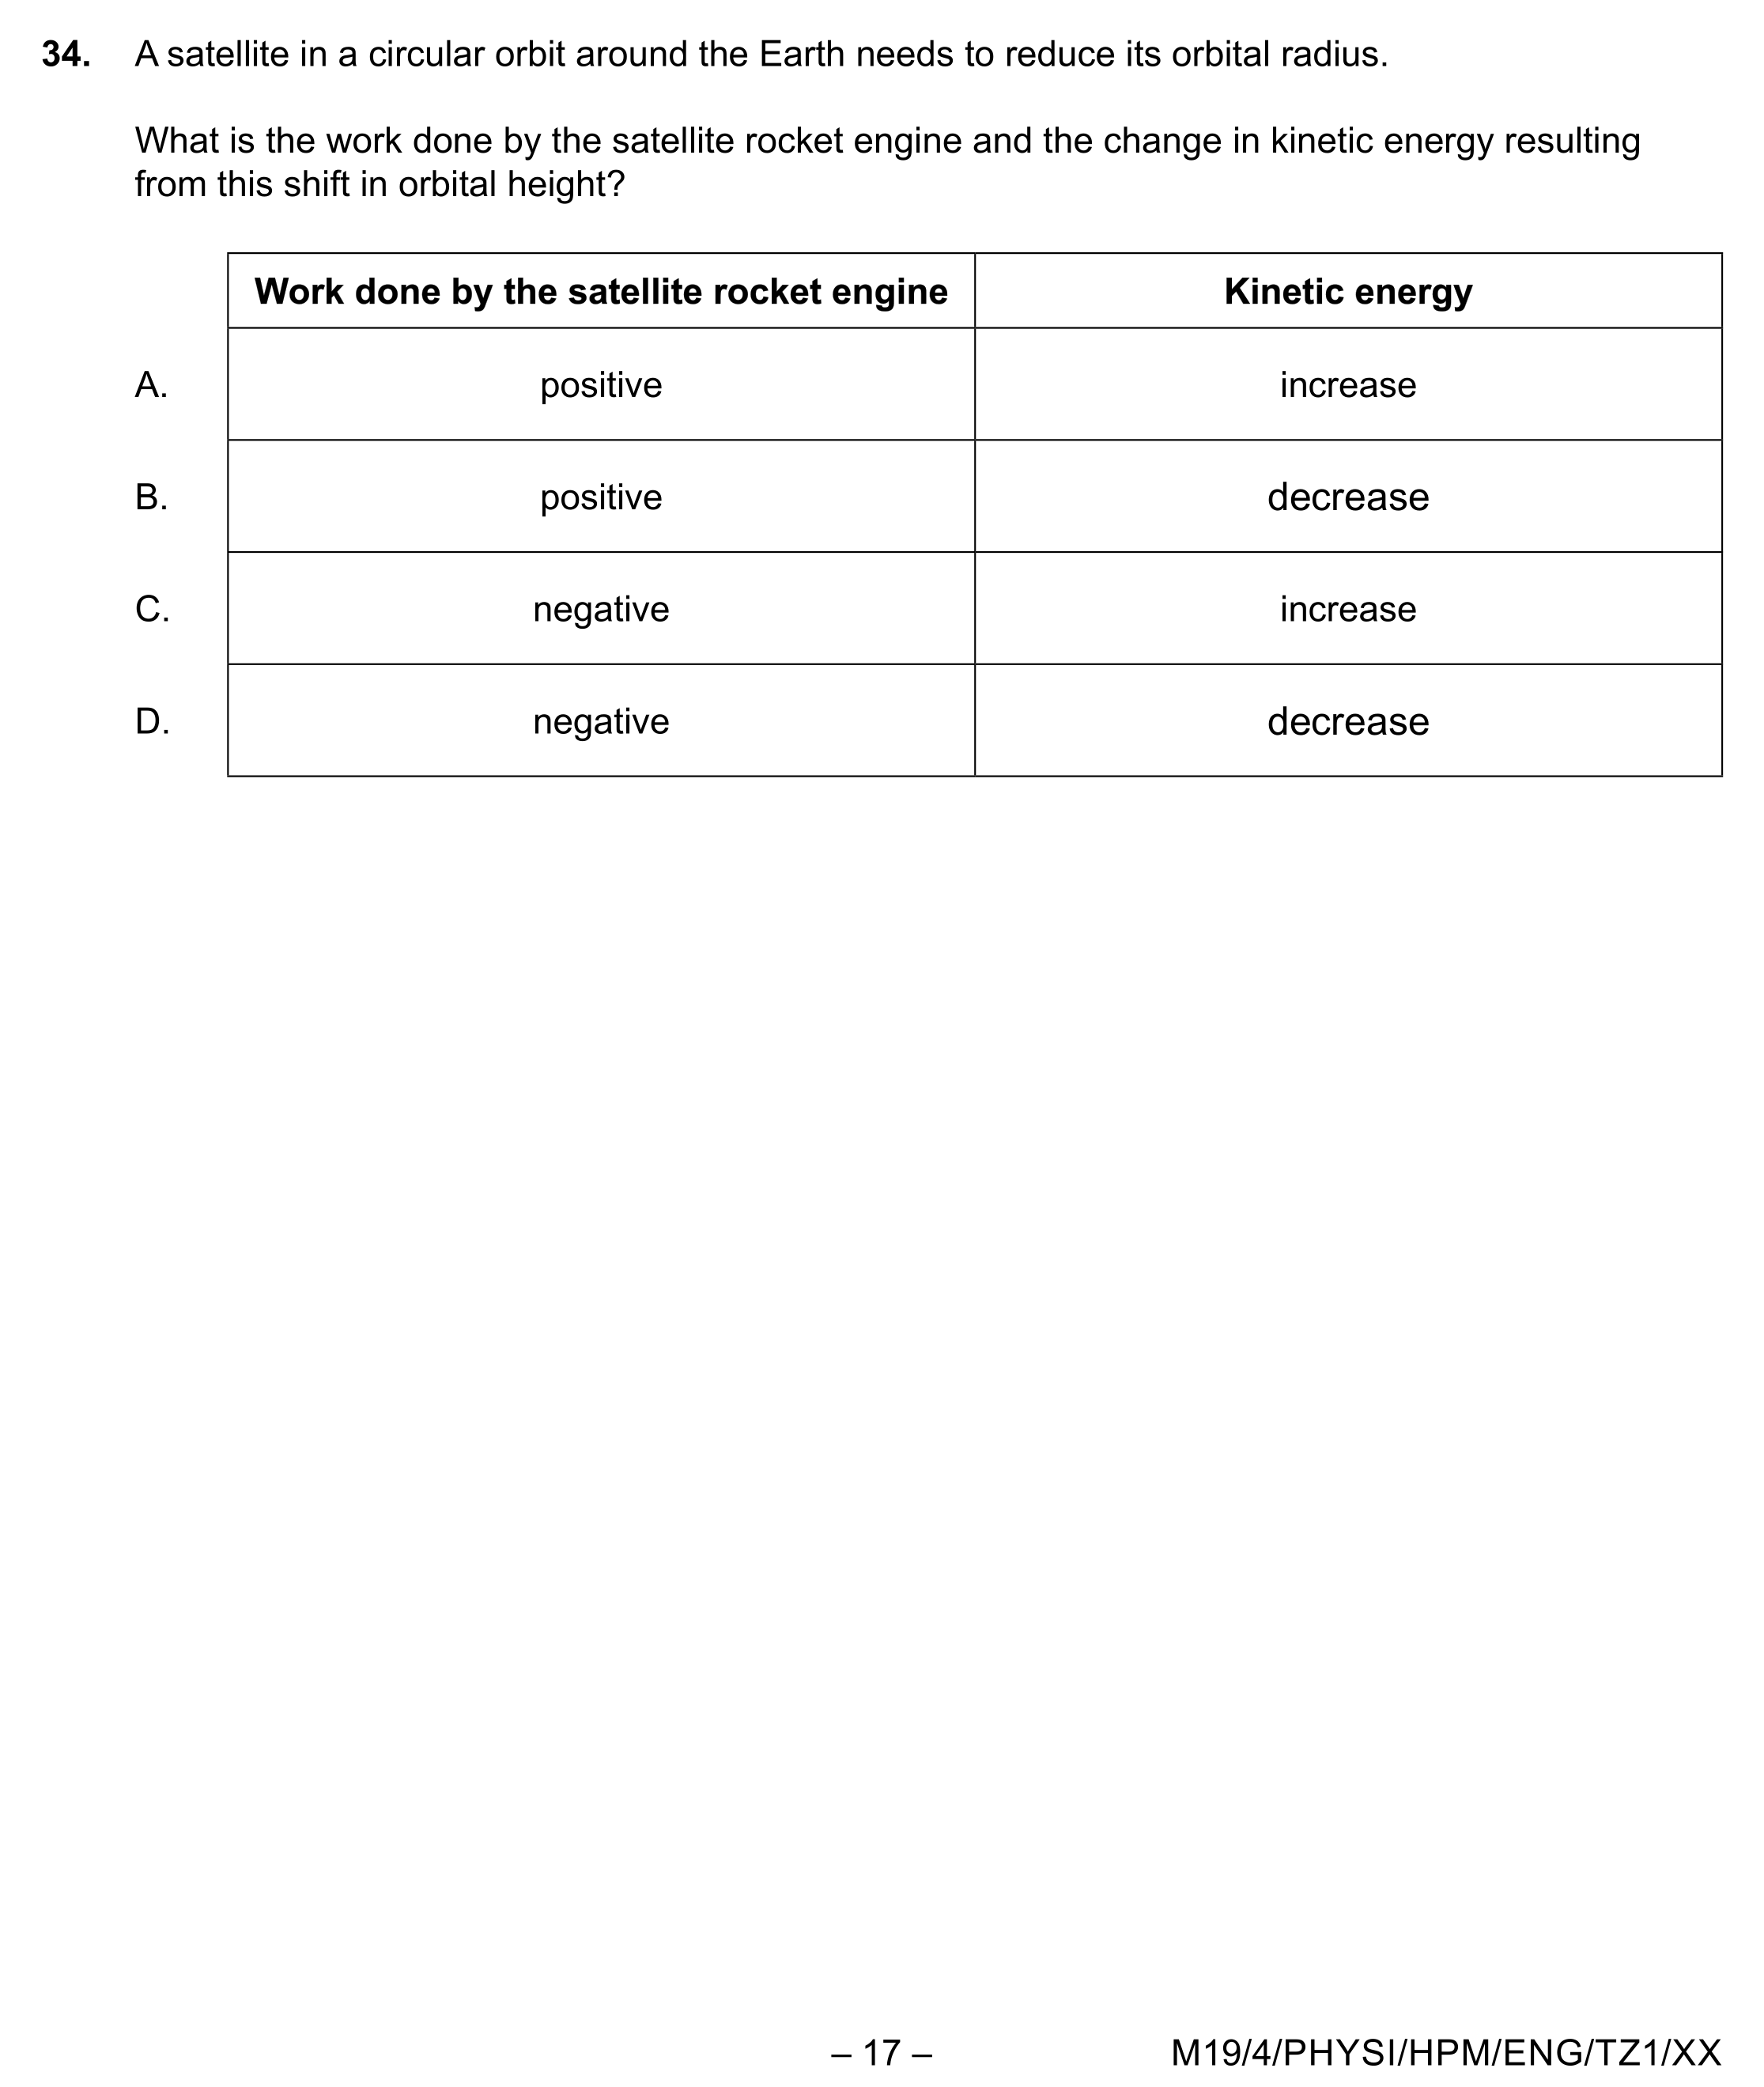 34. A satellite in a circular orbit around the Earth needs to reduce its orbital radius.
What is the work done by the satellite rocket engine and the change in kinetic energy resulting
from this shift in orbital height?
Work done by the satellite rocket engine Kinetic energy
A. positive increase
B. positive decrease
C. negative increase
D. negative decrease
– 17 – M19/4/PHYSI/HPM/ENG/TZ1/XX